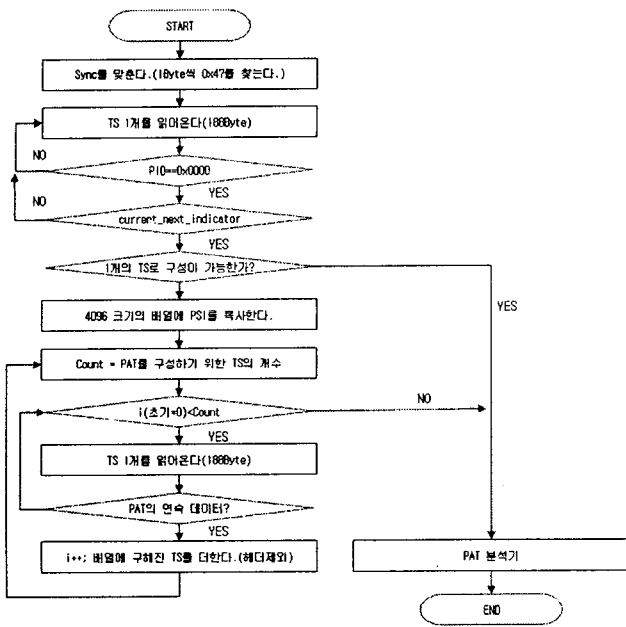 START
Sync를 맞춘다.(1Byte씩 0x47를 찾는다.)
TS 1개를 읽어온다(188Byte)
NO
PID==0x0000
YES
NO
current_next_indicator
YES
1개의 TS로 구성이 가능한가?
YES
4096 크기의 배열에 PSI를 복사한다.
Count = PAT를 구성하기 위한 TS의 개수
i(초기=0)<Count
NO
YES
TS 1개를 읽어온다(188Byte)
PAT의 연속 데이터?
YES
i++; 배열에 구해진 TS를 더한다.(헤더제외)
PAT 분석기
END